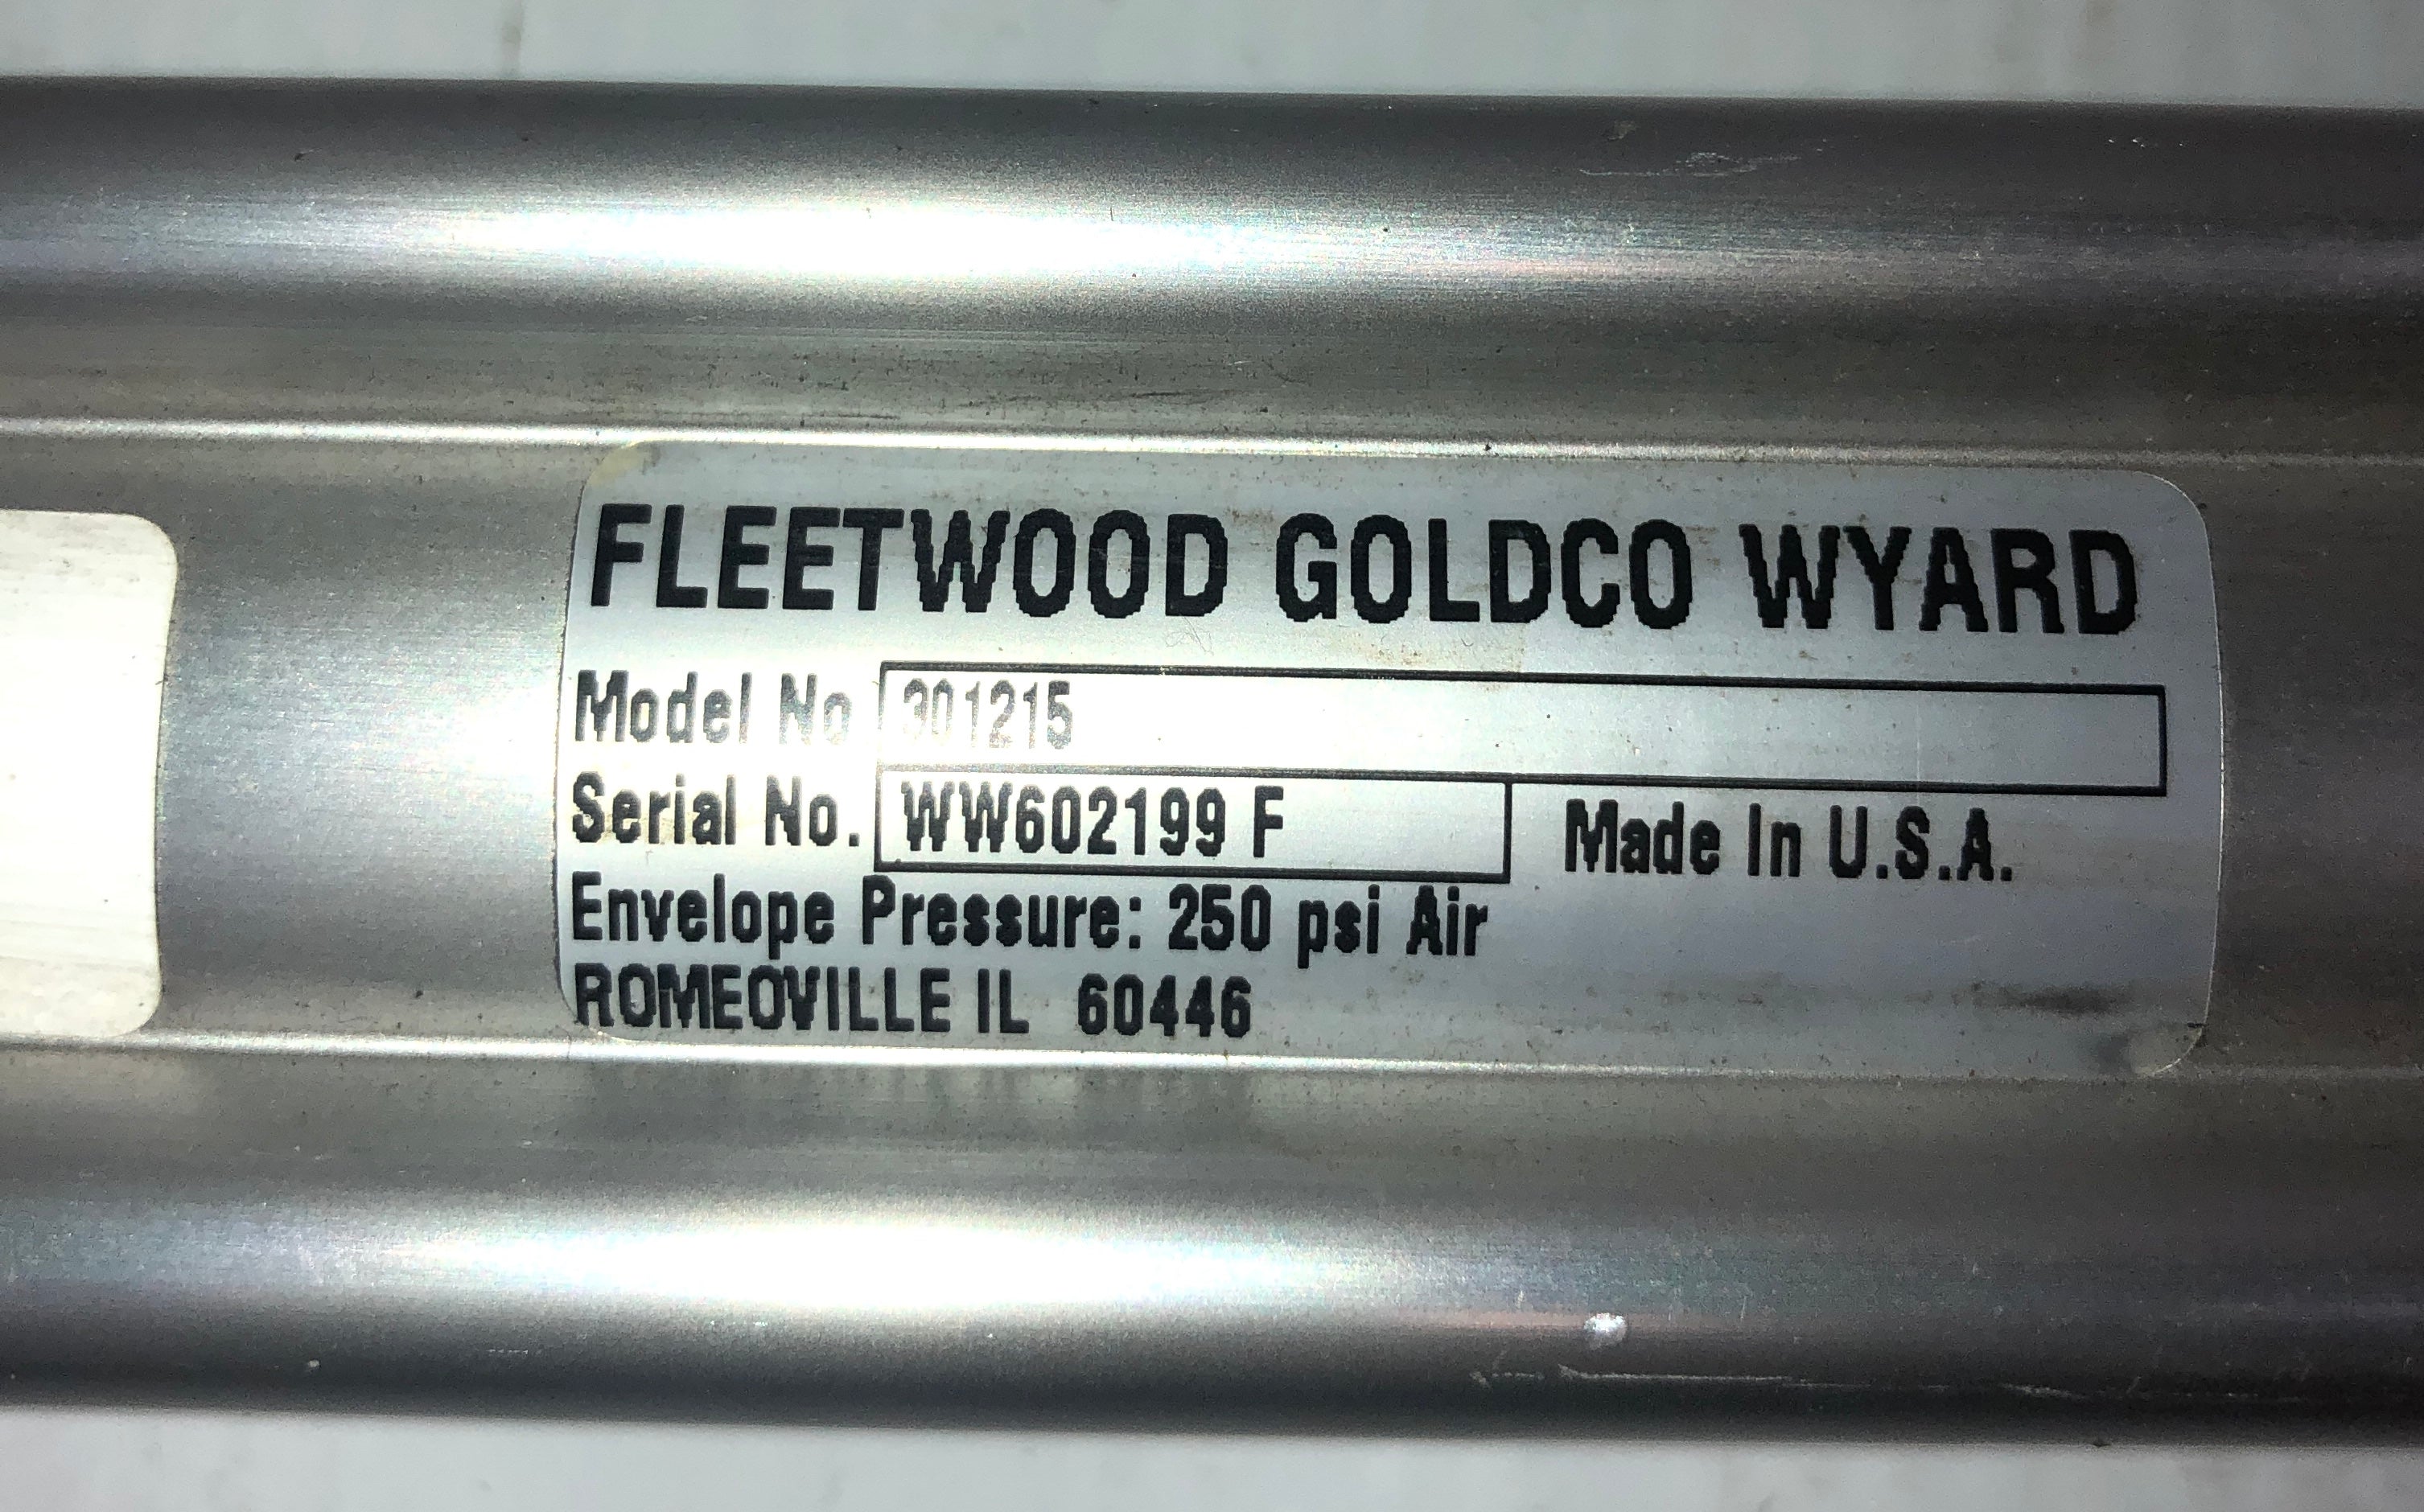 FLEETWOOD GOLDCO WYARD
Model No 301215
Serial No. WW602199 F Made In U.S.A.
Envelope Pressure: 250 psi Air
ROMEOVILLE IL 60446